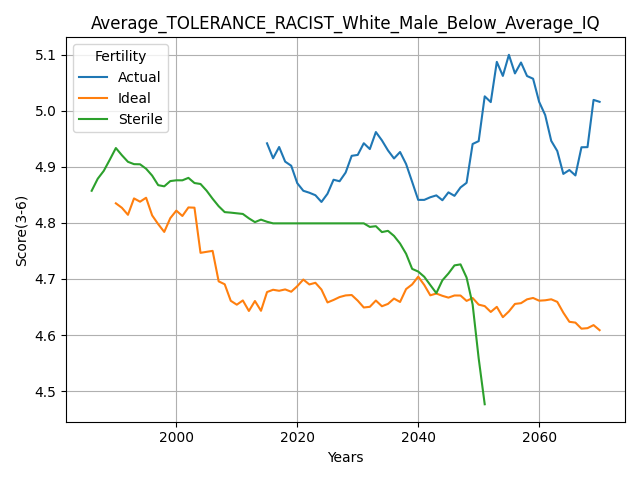 Average_TOLERANCE_RACIST_White_Male_Below_Average_IQ
Fertility
Actual
Ideal
Sterile
Score(3-6)
5.1
5.0
4.9
4.8
4.7
4.6
4.5
2000 2020 2040 2060
Years